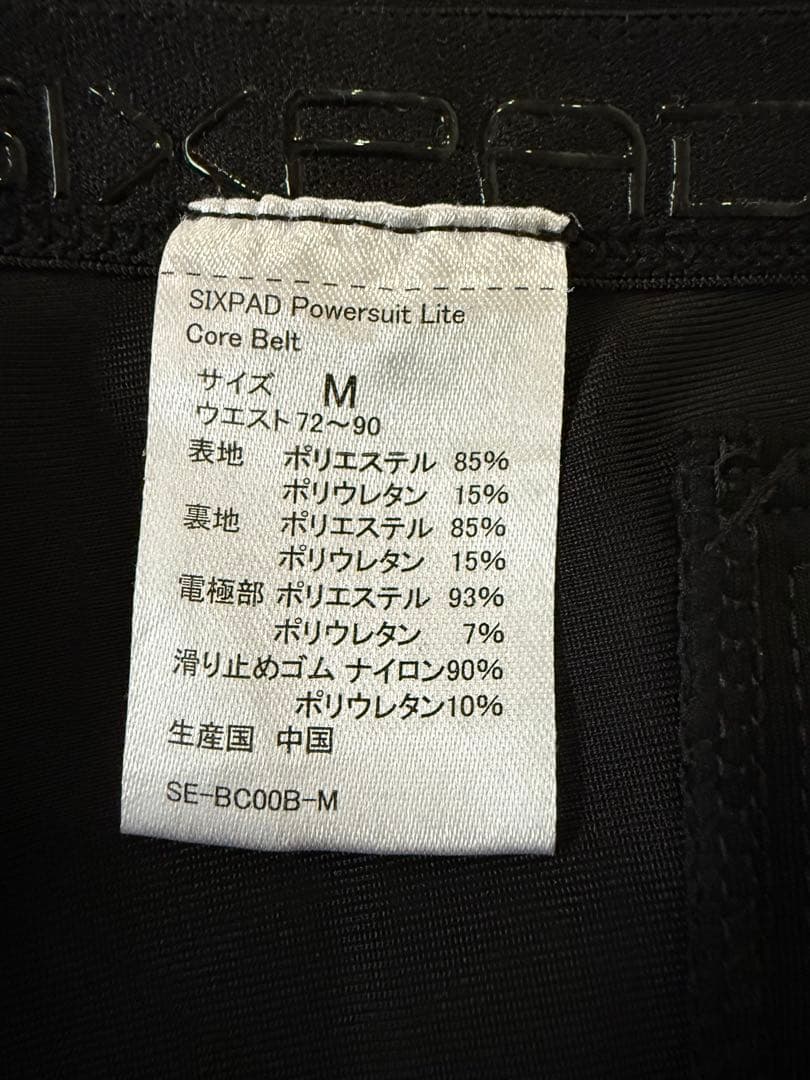 SIXPAD
SIXPAD Powersuit Lite
Core Belt
サイズ M
ウエスト72～90
表地 ポリエステル 85%
ポリウレタン 15%
裏地 ポリエステル 85%
ポリウレタン 15%
電極部 ポリエステル 93%
ポリウレタン 7%
滑り止めゴム ナイロン90%
ポリウレタン10%
生産国 中国
SE-BC00B-M